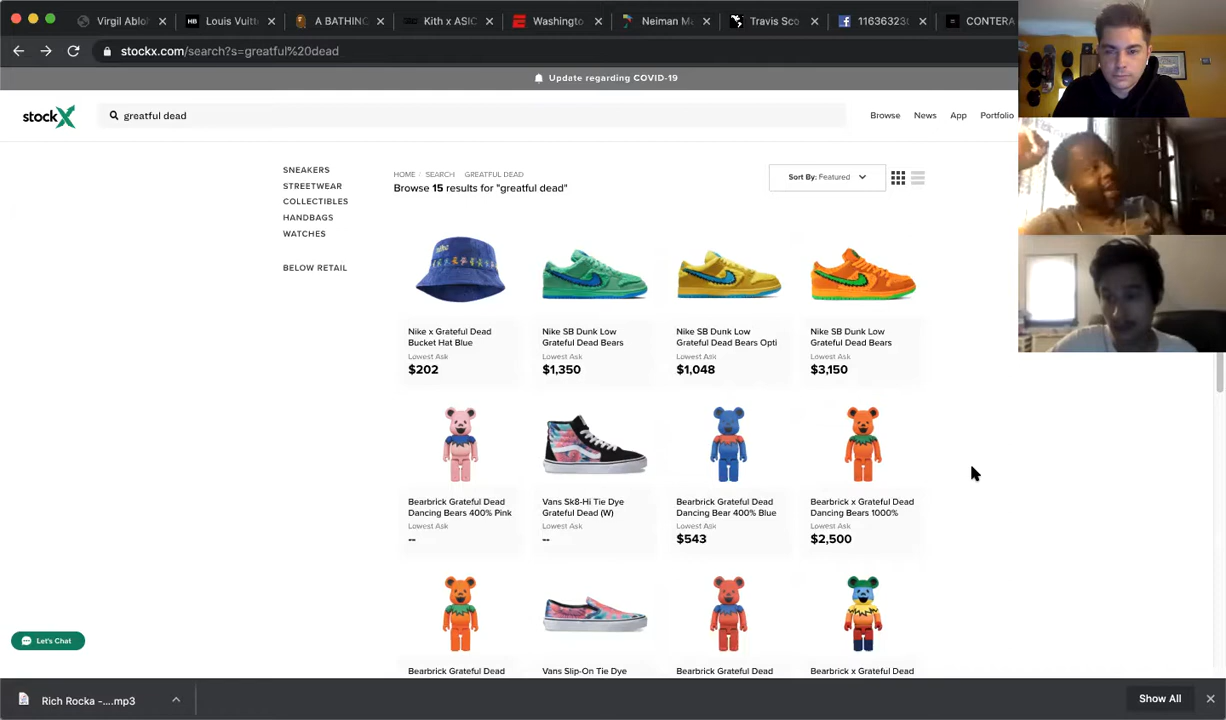 Virgil Abloh
Louis Vuitte
A BATHING
Kith x ASIC
Washingto
Neiman Ma
Travis Sco
11636323
CONTERA
stockx.com/search?s=greatful%20dead
Update regarding COVID-19
stockX
greatful dead
Browse
News
App
Portfolio
SNEAKERS
STREETWEAR
COLLECTIBLES
HANDBAGS
WATCHES
BELOW RETAIL
HOME / SEARCH / GREATFUL DEAD
Browse 15 results for "greatful dead"
Sort By: Featured
Nike x Grateful Dead
Bucket Hat Blue
Lowest Ask
$202
Nike SB Dunk Low
Grateful Dead Bears
Lowest Ask
$1,350
Nike SB Dunk Low
Grateful Dead Bears Opti
Lowest Ask
$1,048
Nike SB Dunk Low
Grateful Dead Bears
Lowest Ask
$3,150
Bearbrick Grateful Dead
Dancing Bears 400% Pink
Lowest Ask
--
Vans Sk8-Hi Tie Dye
Grateful Dead (W)
Lowest Ask
--
Bearbrick Grateful Dead
Dancing Bear 400% Blue
Lowest Ask
$543
Bearbrick x Grateful Dead
Dancing Bears 1000%
Lowest Ask
$2,500
Bearbrick Grateful Dead
Vans Slip-On Tie Dye
Bearbrick Grateful Dead
Bearbrick x Grateful Dead
Let's Chat
Rich Rocka -....mp3
Show All